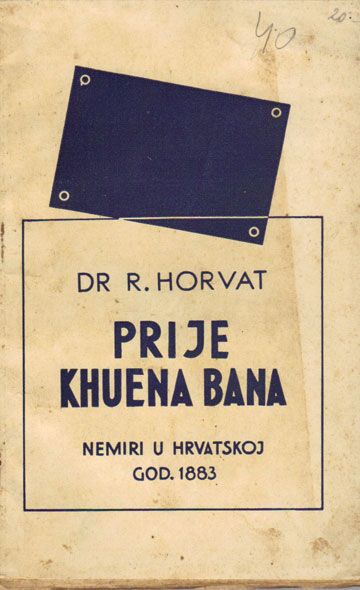 40
20.-
DR R. HORVAT
PRIJE
KHUENA BANA
NEMIRI U HRVATSKOJ
GOD. 1883